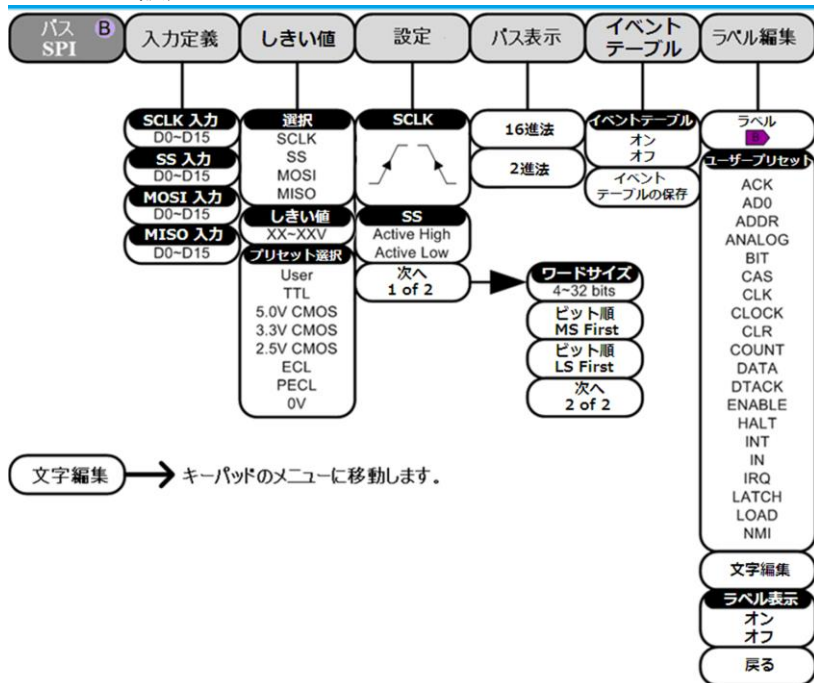 バス B
SPI
入力定義
しきい値
設定
バス表示
イベント
テーブル
ラベル編集
SCLK 入力
D0~D15
SS 入力
D0~D15
MOSI 入力
D0~D15
MISO 入力
D0~D15
選択
SCLK
SS
MOSI
MISO
しきい値
XX~XXV
プリセット選択
User
TTL
5.0V CMOS
3.3V CMOS
2.5V CMOS
ECL
PECL
0V
SCLK
SS
Active High
Active Low
次へ
1 of 2
ワードサイズ
4~32 bits
ビット順
MS First
ビット順
LS First
次へ
2 of 2
16進法
2進法
イベントテーブル
オン
オフ
イベント
テーブルの保存
ラベル
B
ユーザープリセット
ACK
AD0
ADDR
ANALOG
BIT
CAS
CLK
CLOCK
CLR
COUNT
DATA
DTACK
ENABLE
HALT
INT
IN
IRQ
LATCH
LOAD
NMI
文字編集
ラベル表示
オン
オフ
戻る
文字編集 キーパッドのメニューに移動します。